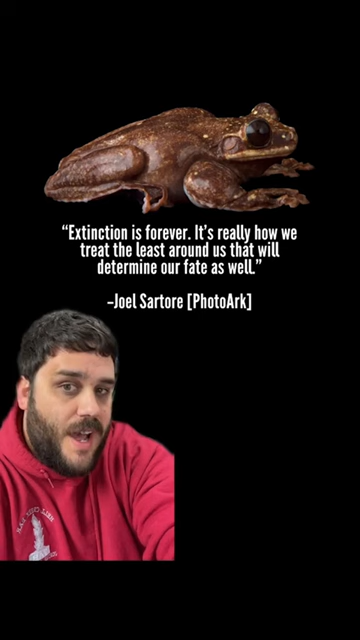 “Extinction is forever. It’s really how we
treat the least around us that will
determine our fate as well.”
–Joel Sartore [PhotoArk]